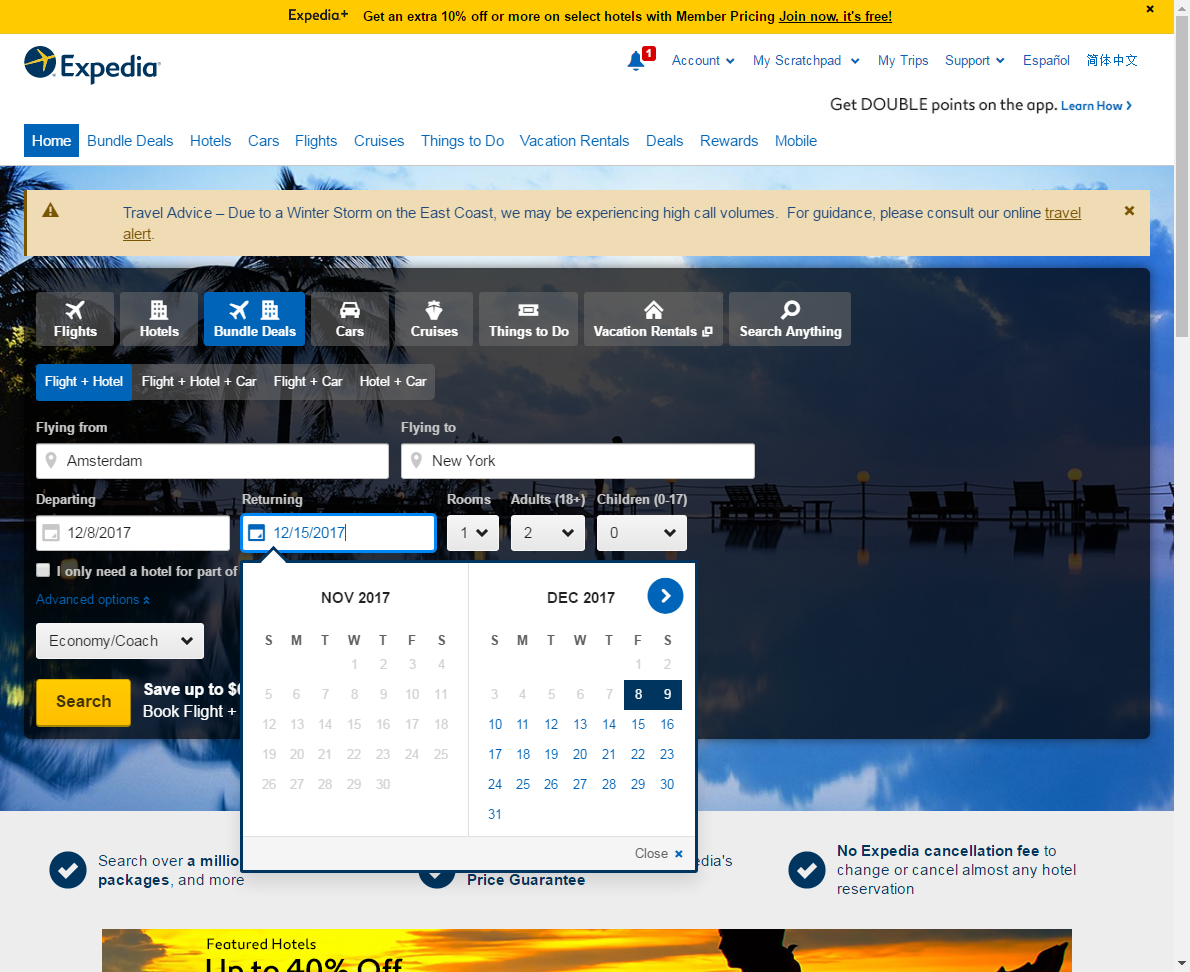 Expedia+ Get an extra 10% off or more on select hotels with Member Pricing Join now, it's free!
Expedia
1 Account My Scratchpad My Trips Support Español 简体中文
Get DOUBLE points on the app. Learn How
Home Bundle Deals Hotels Cars Flights Cruises Things to Do Vacation Rentals Deals Rewards Mobile
Travel Advice – Due to a Winter Storm on the East Coast, we may be experiencing high call volumes. For guidance, please consult our online travel
alert.
Flights Hotels Bundle Deals Cars Cruises Things to Do Vacation Rentals Search Anything
Flight + Hotel Flight + Hotel + Car Flight + Car Hotel + Car
Flying from Flying to
Amsterdam New York
Departing Returning Rooms Adults (18+) Children (0-17)
12/8/2017 12/15/2017 1 2 0
I only need a hotel for part of
Advanced options
Economy/Coach
Search
Save up to $
Book Flight +
NOV 2017
S M T W T F S
1 2 3 4
5 6 7 8 9 10 11
12 13 14 15 16 17 18
19 20 21 22 23 24 25
26 27 28 29 30
DEC 2017
S M T W T F S
1 2
3 4 5 6 7 8 9
10 11 12 13 14 15 16
17 18 19 20 21 22 23
24 25 26 27 28 29 30
31
Close
Search over a millio
packages, and more
edia's
Price Guarantee
No Expedia cancellation fee to
change or cancel almost any hotel
reservation
Featured Hotels
Up to 40% Off